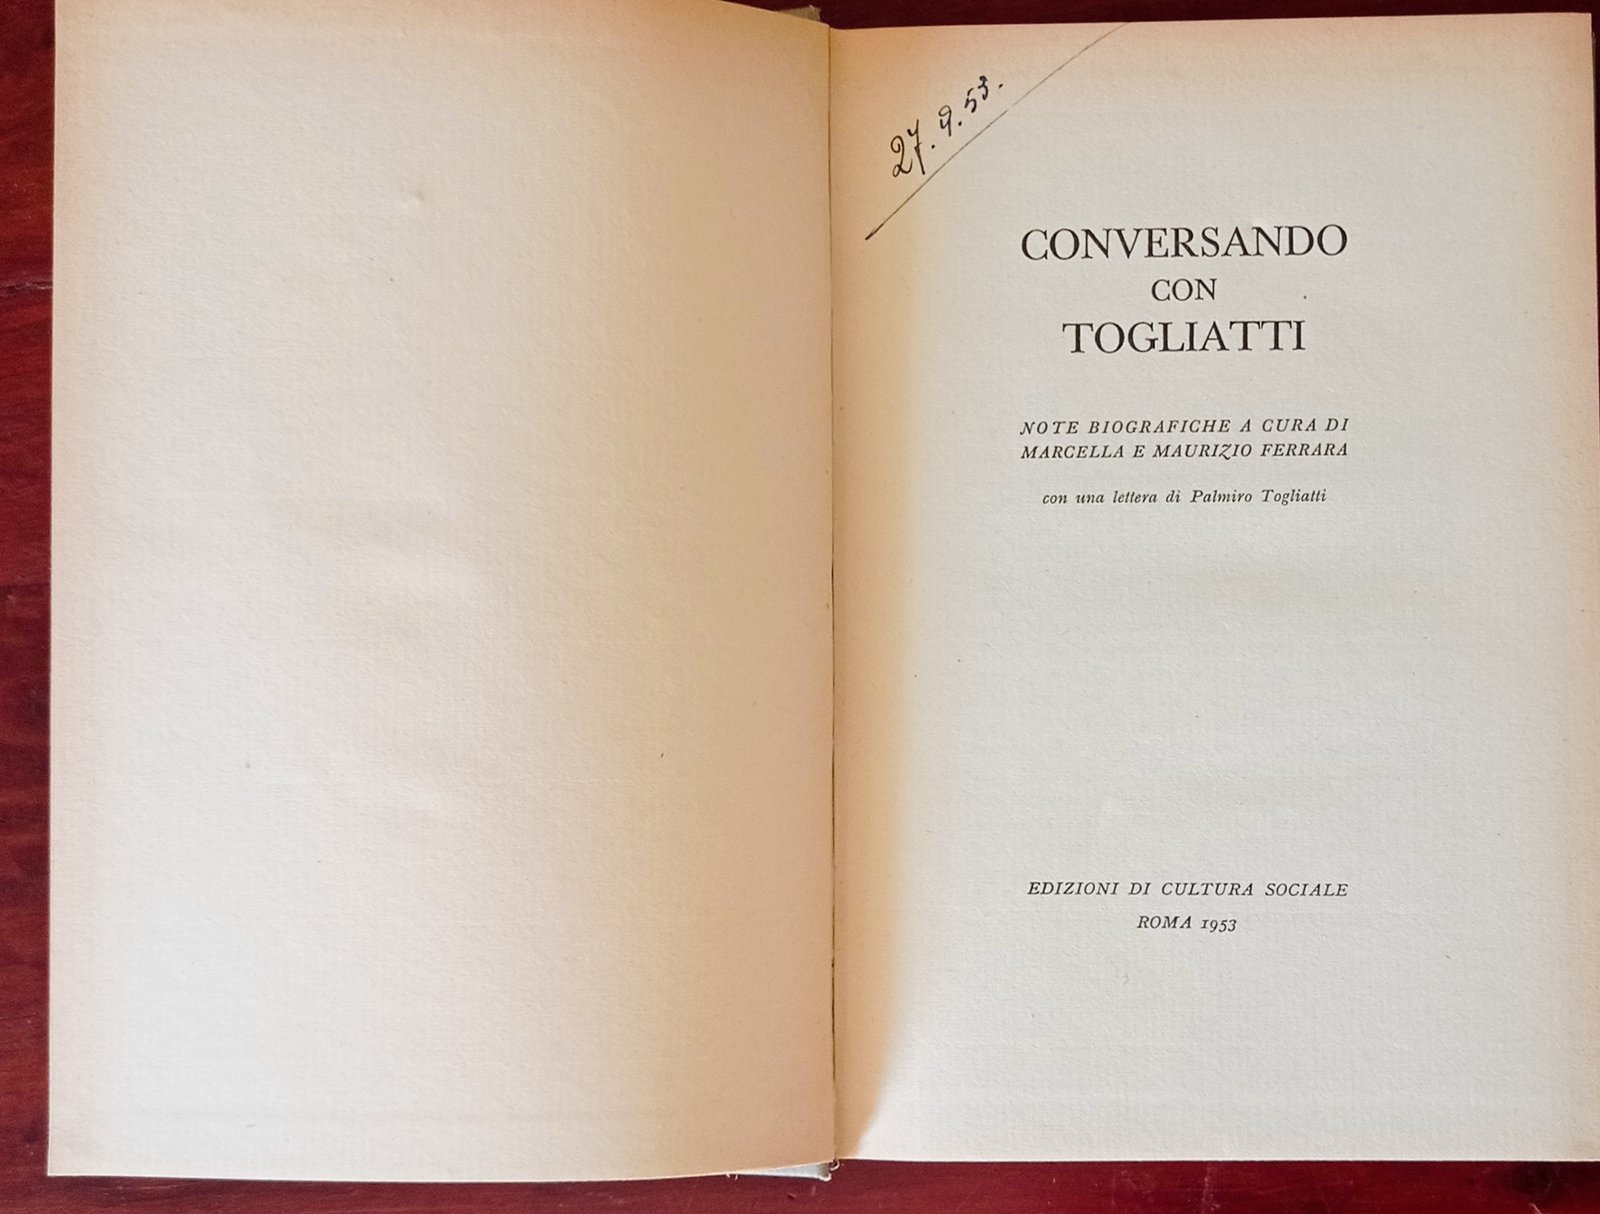 27.9.53.
CONVERSANDO
CON
TOGLIATTI
NOTE BIOGRAFICHE A CURA DI
MARCELLA E MAURIZIO FERRARA
con una lettera di Palmiro Togliatti
EDIZIONI DI CULTURA SOCIALE
ROMA 1953